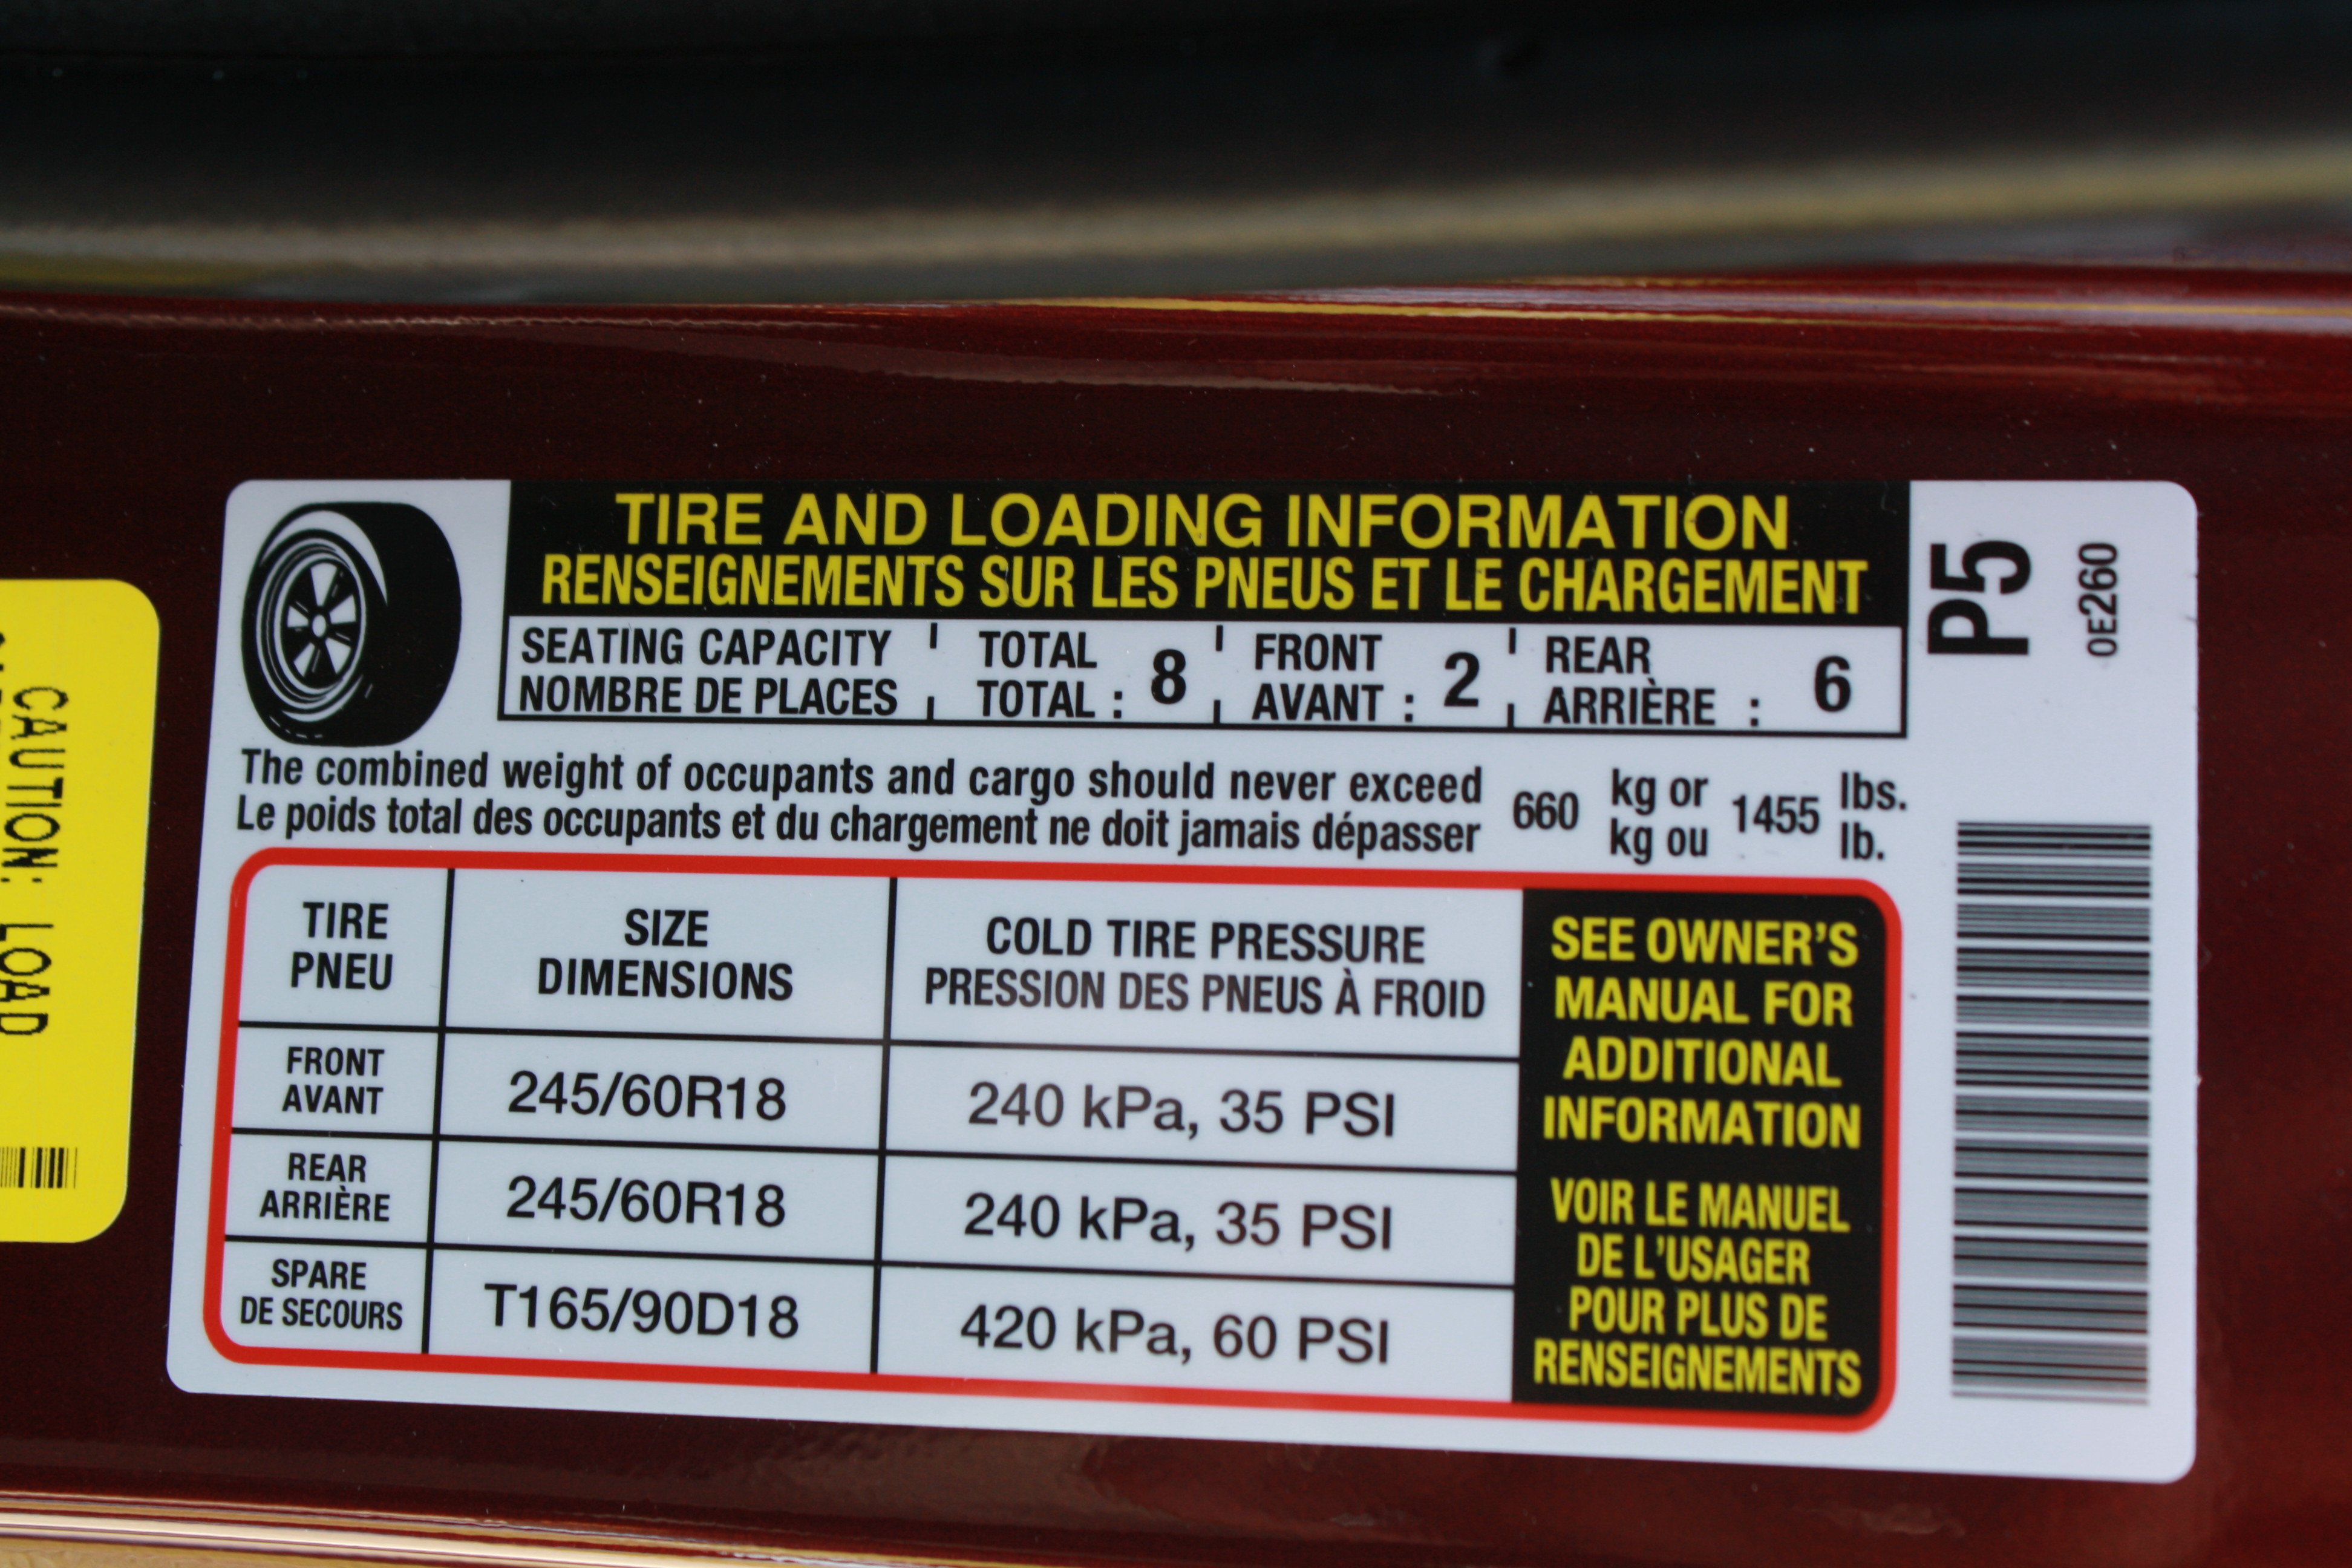 TIRE AND LOADING INFORMATION
RENSEIGNEMENTS SUR LES PNEUS ET LE CHARGEMENT
SEATING CAPACITY TOTAL FRONT REAR
NOMBRE DE PLACES TOTAL : 8 AVANT : 2 ARRIÈRE : 6
The combined weight of occupants and cargo should never exceed 660 kg or 1455 lbs.
Le poids total des occupants et du chargement ne doit jamais dépasser kg ou lb.
TIRE SIZE COLD TIRE PRESSURE
PNEU DIMENSIONS PRESSION DES PNEUS À FROID
FRONT
AVANT 245/60R18 240 kPa, 35 PSI
REAR
ARRIÈRE 245/60R18 240 kPa, 35 PSI
SPARE
DE SECOURS T165/90D18 420 kPa, 60 PSI
SEE OWNER'S
MANUAL FOR
ADDITIONAL
INFORMATION
VOIR LE MANUEL
DE L'USAGER
POUR PLUS DE
RENSEIGNEMENTS
P5
0E260
CAUTION: LOAD